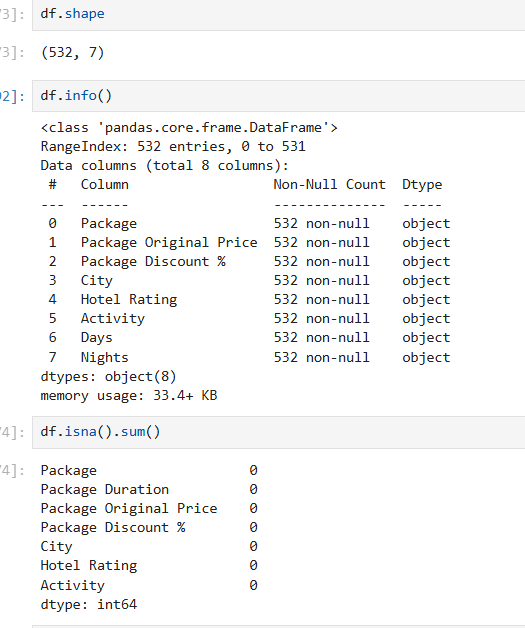 3]: df.shape
3]: (532, 7)
02]: df.info()
<class 'pandas.core.frame.DataFrame'>
RangeIndex: 532 entries, 0 to 531
Data columns (total 8 columns):
 #   Column                  Non-Null Count  Dtype
---  ------                  --------------  -----
 0   Package                 532 non-null    object
 1   Package Original Price  532 non-null    object
 2   Package Discount %      532 non-null    object
 3   City                    532 non-null    object
 4   Hotel Rating            532 non-null    object
 5   Activity                532 non-null    object
 6   Days                    532 non-null    object
 7   Nights                  532 non-null    object
dtypes: object(8)
memory usage: 33.4+ KB
4]: df.isna().sum()
4]: Package                   0
Package Duration          0
Package Original Price    0
Package Discount %        0
City                      0
Hotel Rating              0
Activity                  0
dtype: int64